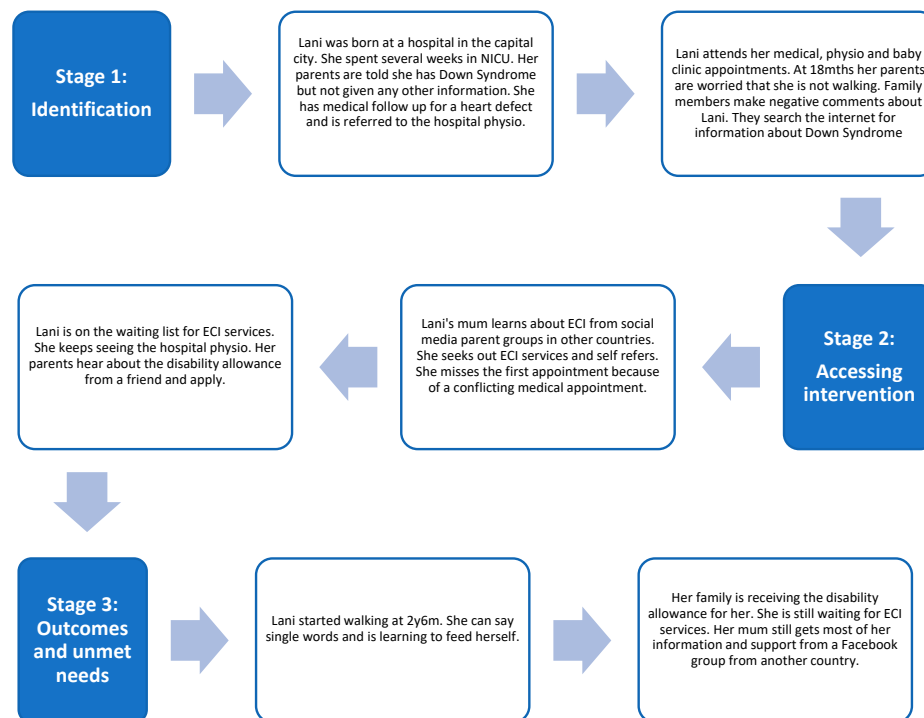 Stage 1:
Identification
Lani was born at a hospital in the capital
city. She spent several weeks in NICU. Her
parents are told she has Down Syndrome
but not given any other information. She
has medical follow up for a heart defect
and is referred to the hospital physio.
Lani attends her medical, physio and baby
clinic appointments. At 18mths her parents
are worried that she is not walking. Family
members make negative comments about
Lani. They search the internet for
information about Down Syndrome
Stage 2:
Accessing
intervention
Lani's mum learns about ECI from social
media parent groups in other countries.
She seeks out ECI services and self refers.
She misses the first appointment because
of a conflicting medical appointment.
Lani is on the waiting list for ECI services.
She keeps seeing the hospital physio. Her
parents hear about the disability allowance
from a friend and apply.
Stage 3:
Outcomes
and unmet
needs
Lani started walking at 2y6m. She can say
single words and is learning to feed herself.
Her family is receiving the disability
allowance for her. She is still waiting for ECI
services. Her mum still gets most of her
information and support from a Facebook
group from another country.